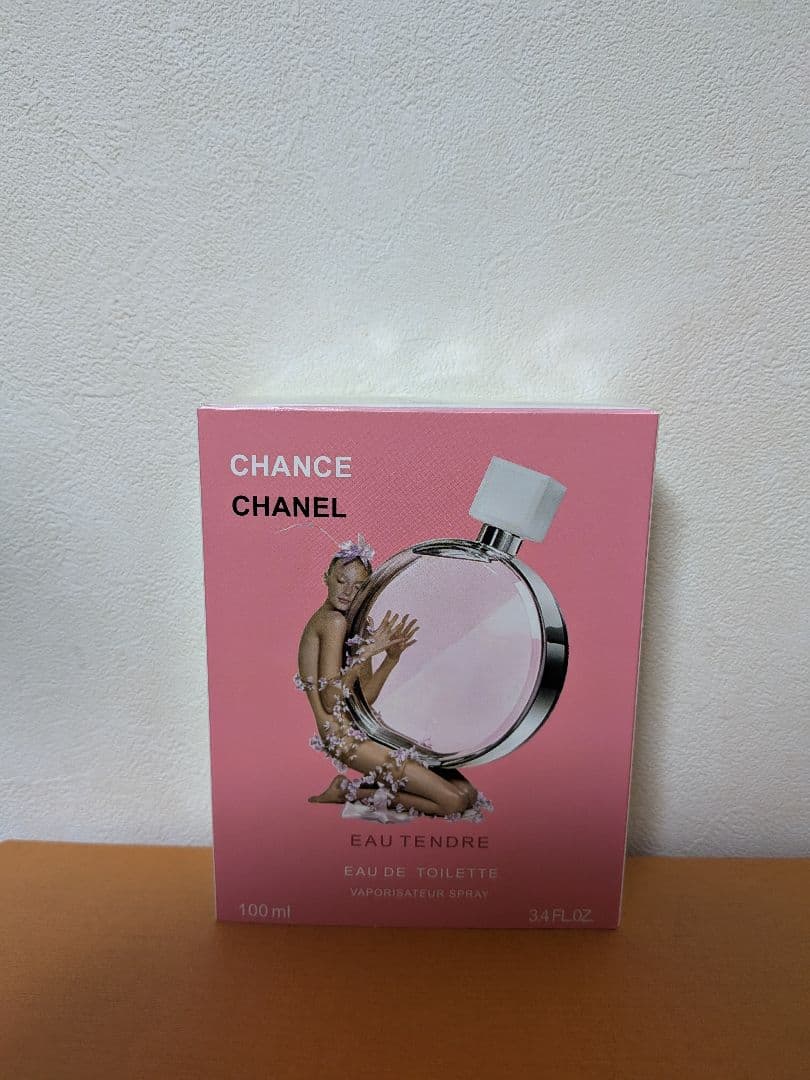 CHANCE
CHANEL
EAU TENDRE
EAU DE TOILETTE
VAPORISATEUR SPRAY
100 ml 3.4 FL.OZ.